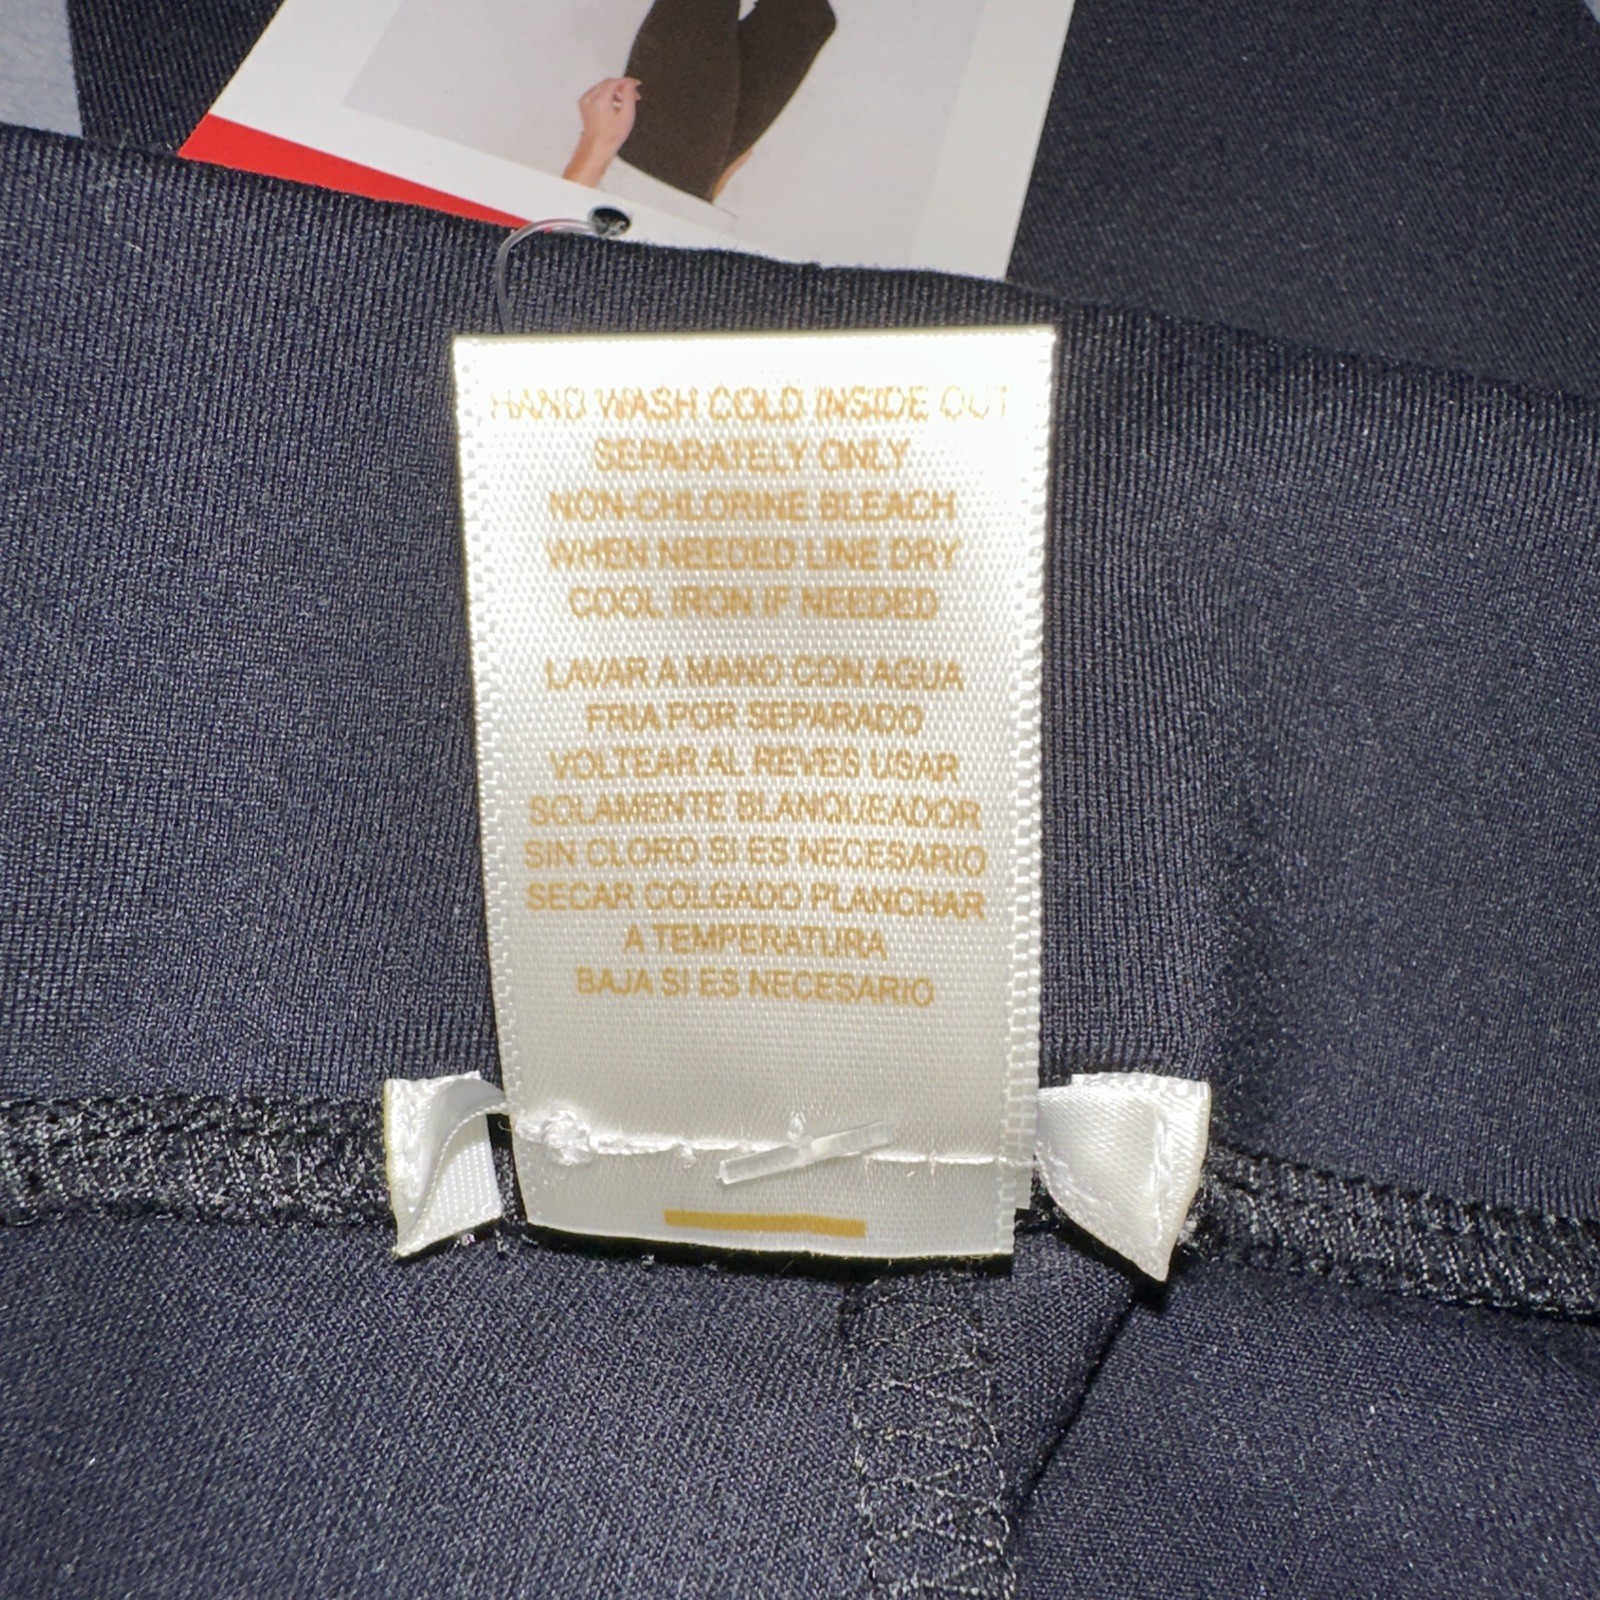 HAND WASH COLD INSIDE OUT
SEPARATELY ONLY
NON-CHLORINE BLEACH
WHEN NEEDED LINE DRY
COOL IRON IF NEEDED
LAVAR A MANO CON AGUA
FRIA POR SEPARADO
VOLTEAR AL REVES USAR
SOLAMENTE BLANQUEADOR
SIN CLORO SI ES NECESARIO
SECAR COLGADO PLANCHAR
A TEMPERATURA
BAJA SI ES NECESARIO